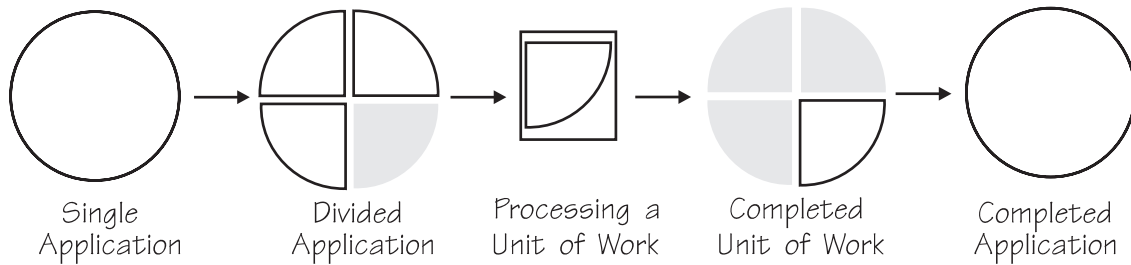 Single
Application
Divided
Application
Processing a
Unit of Work
Completed
Unit of Work
Completed
Application